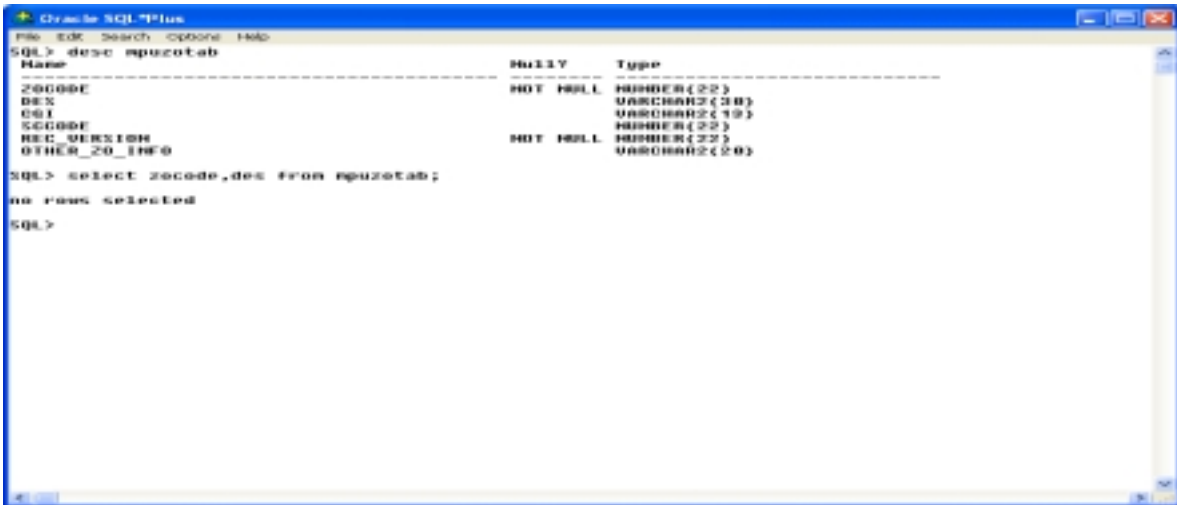 Oracle SQL*Plus
File Edit Search Options Help
SQL> desc mpuzotab
Name Null? Type
----------------------------------------- -------- ----------------------------
ZOCODE NOT NULL NUMBER(22)
DES VARCHAR2(30)
CGI VARCHAR2(19)
SCCODE NUMBER(22)
REC_VERSION NOT NULL NUMBER(22)
OTHER_ZO_INFO VARCHAR2(20)
SQL> select zocode,des from mpuzotab;
no rows selected
SQL>